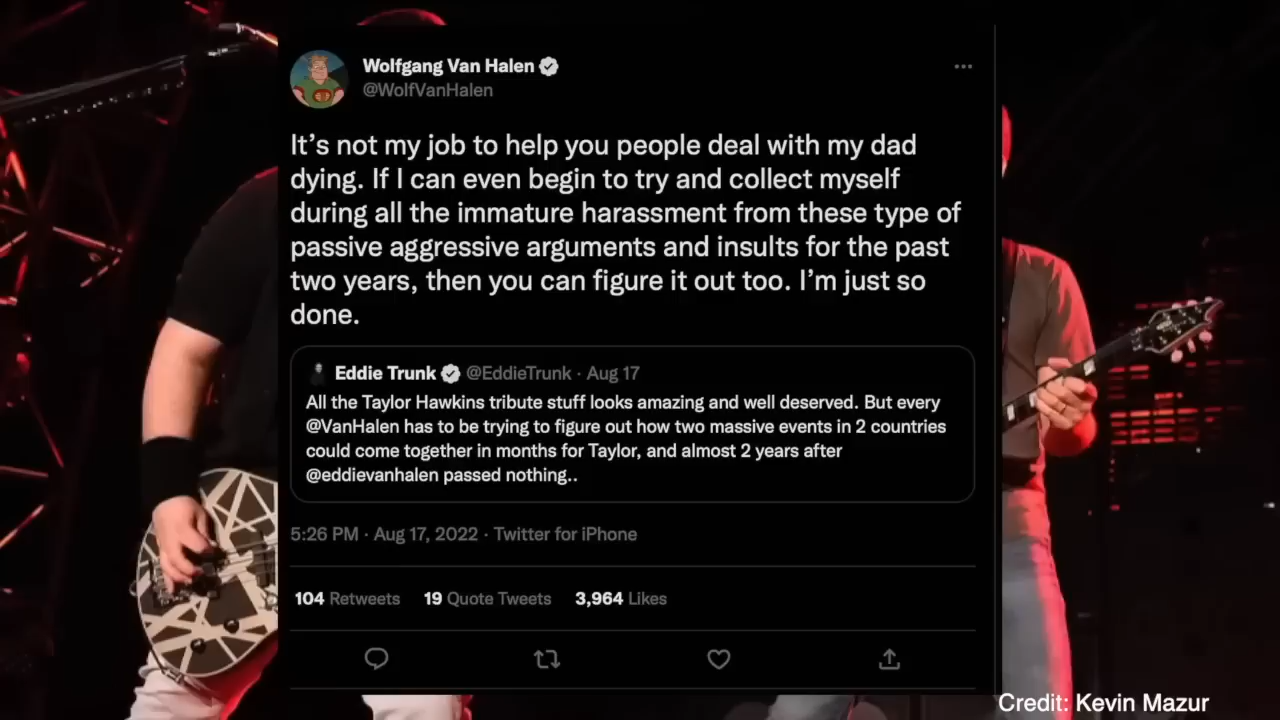 Wolfgang Van Halen
@WolfVanHalen
It’s not my job to help you people deal with my dad
dying. If I can even begin to try and collect myself
during all the immature harassment from these type of
passive aggressive arguments and insults for the past
two years, then you can figure it out too. I’m just so
done.
Eddie Trunk @EddieTrunk · Aug 17
All the Taylor Hawkins tribute stuff looks amazing and well deserved. But every
@VanHalen has to be trying to figure out how two massive events in 2 countries
could come together in months for Taylor, and almost 2 years after
@eddievanhalen passed nothing..
5:26 PM · Aug 17, 2022 · Twitter for iPhone
104 Retweets 19 Quote Tweets 3,964 Likes
Credit: Kevin Mazur